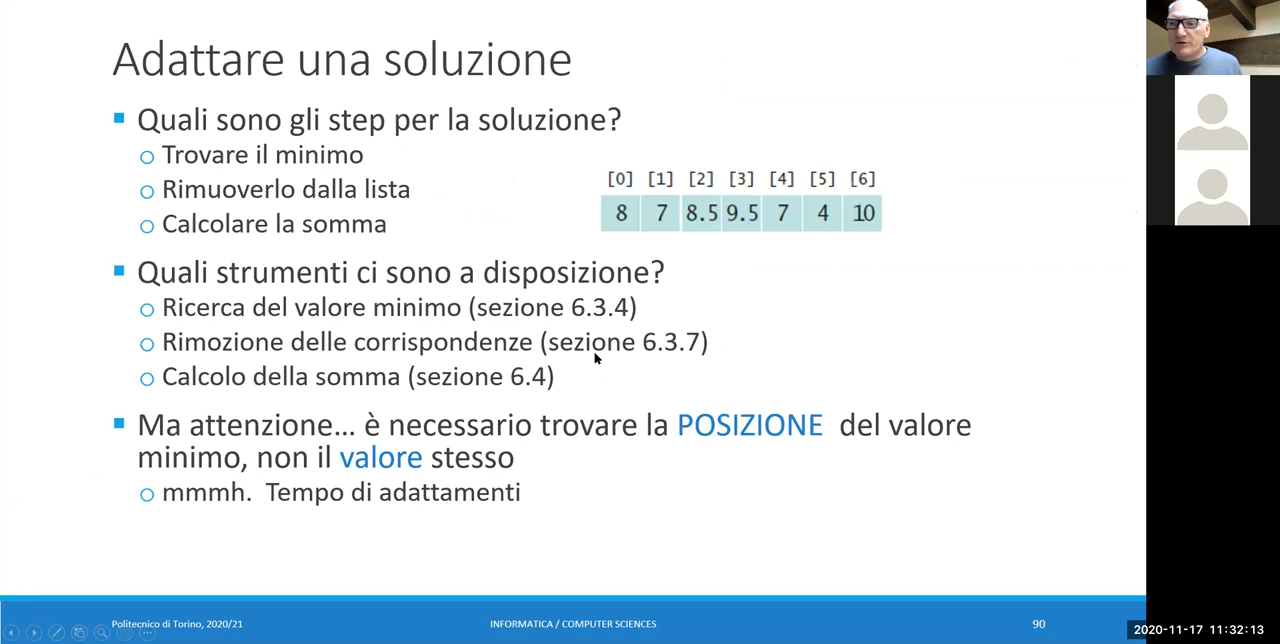 Adattare una soluzione
Quali sono gli step per la soluzione?
Trovare il minimo
Rimuoverlo dalla lista
Calcolare la somma
[0] [1] [2] [3] [4] [5] [6]
8 7 8.5 9.5 7 4 10
Quali strumenti ci sono a disposizione?
Ricerca del valore minimo (sezione 6.3.4)
Rimozione delle corrispondenze (sezione 6.3.7)
Calcolo della somma (sezione 6.4)
Ma attenzione… è necessario trovare la POSIZIONE del valore
minimo, non il valore stesso
mmmh. Tempo di adattamenti
Politecnico di Torino, 2020/21
INFORMATICA / COMPUTER SCIENCES
90
2020-11-17 11:32:13